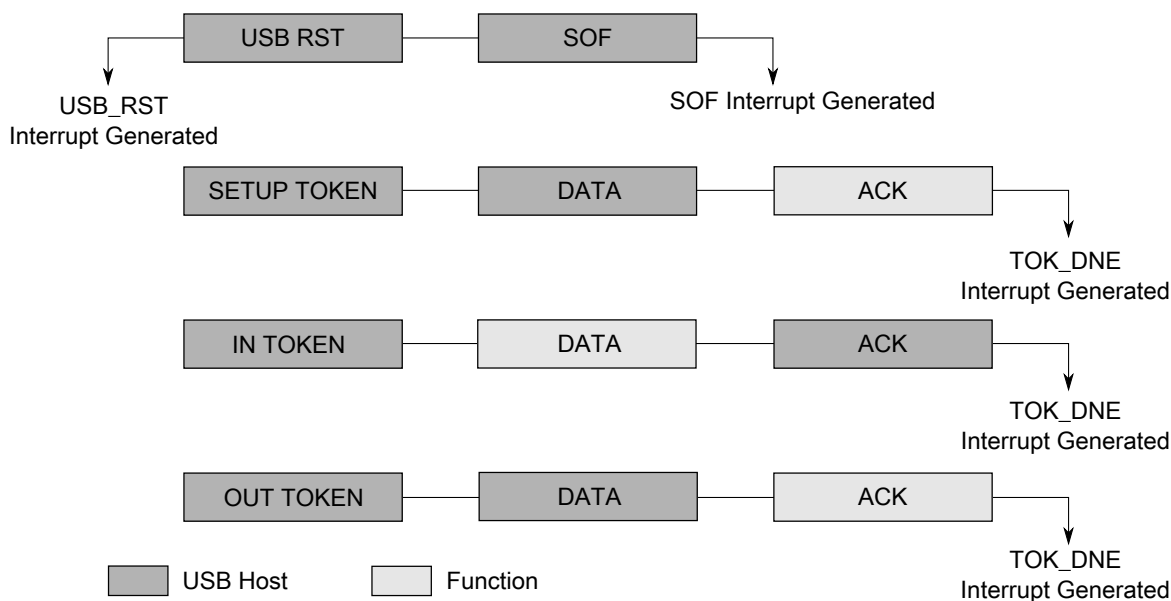 USB RST
SOF
USB_RST
Interrupt Generated
SOF Interrupt Generated
SETUP TOKEN
DATA
ACK
TOK_DNE
Interrupt Generated
IN TOKEN
DATA
ACK
TOK_DNE
Interrupt Generated
OUT TOKEN
DATA
ACK
TOK_DNE
Interrupt Generated
USB Host
Function